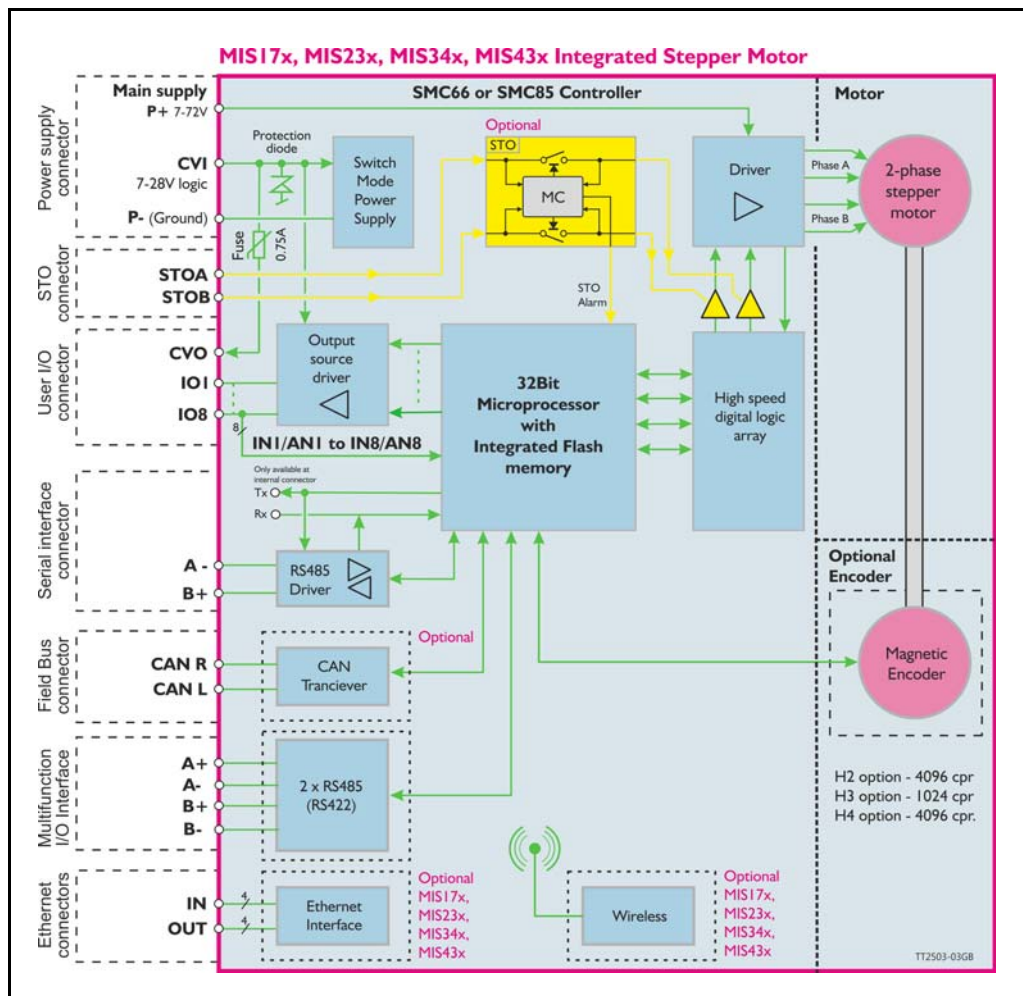 MIS17x, MIS23x, MIS34x, MIS43x Integrated Stepper Motor
Power supply
connector
Main supply
P+ 7-72V
CVI
7-28V logic
P- (Ground)
SMC66 or SMC85 Controller
Motor
Protection
diode
Fuse
0.75A
Switch
Mode
Power
Supply
Optional
STO
MC
Driver
Phase A
Phase B
2-phase
stepper
motor
STO
connector
STOA
STOB
STO
Alarm
User I/O
connector
CVO
IO1
IO8
8
Output
source
driver
IN1/AN1 to IN8/AN8
32Bit
Microprocessor
with
Integrated Flash
memory
High speed
digital logic
array
Only available at
internal connector
Tx
Rx
Serial interface
connector
A -
B+
RS485
Driver
Optional
Encoder
Magnetic
Encoder
Field Bus
connector
CAN R
CAN L
CAN
Tranciever
Optional
Multifunction
I/O Interface
A+
A-
B+
B-
2 x RS485
(RS422)
H2 option - 4096 cpr
H3 option - 1024 cpr
H4 option - 4096 cpr.
Ethernet
connectors
IN
4
OUT
4
Ethernet
Interface
Optional
MIS17x,
MIS23x,
MIS34x,
MIS43x
Wireless
Optional
MIS17x,
MIS23x,
MIS34x,
MIS43x
TT2503-03GB